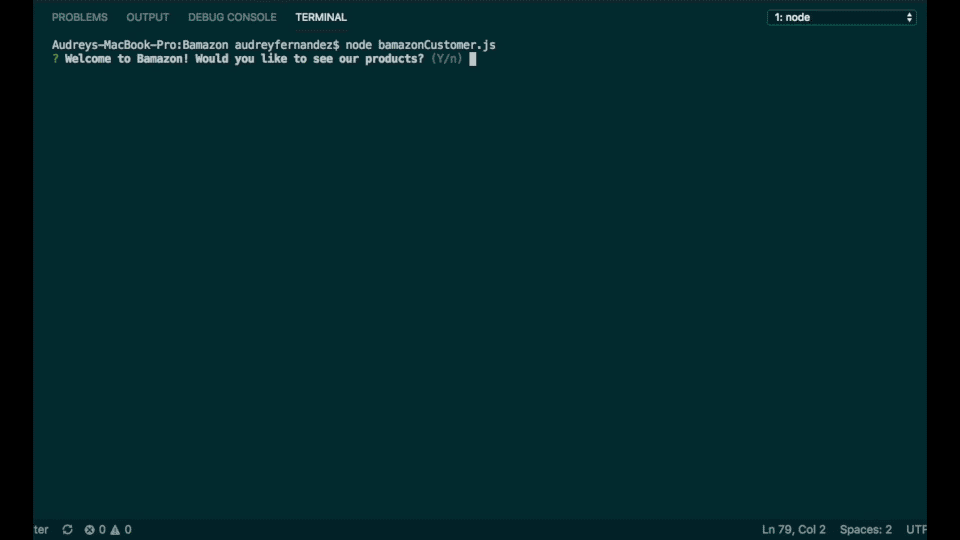 PROBLEMS OUTPUT DEBUG CONSOLE TERMINAL 1: node
Audreys-MacBook-Pro:Bamazon audreyfernandez$ node bamazonCustomer.js
? Welcome to Bamazon! Would you like to see our products? (Y/n)
ter 0 0 Ln 79, Col 2 Spaces: 2 UTF